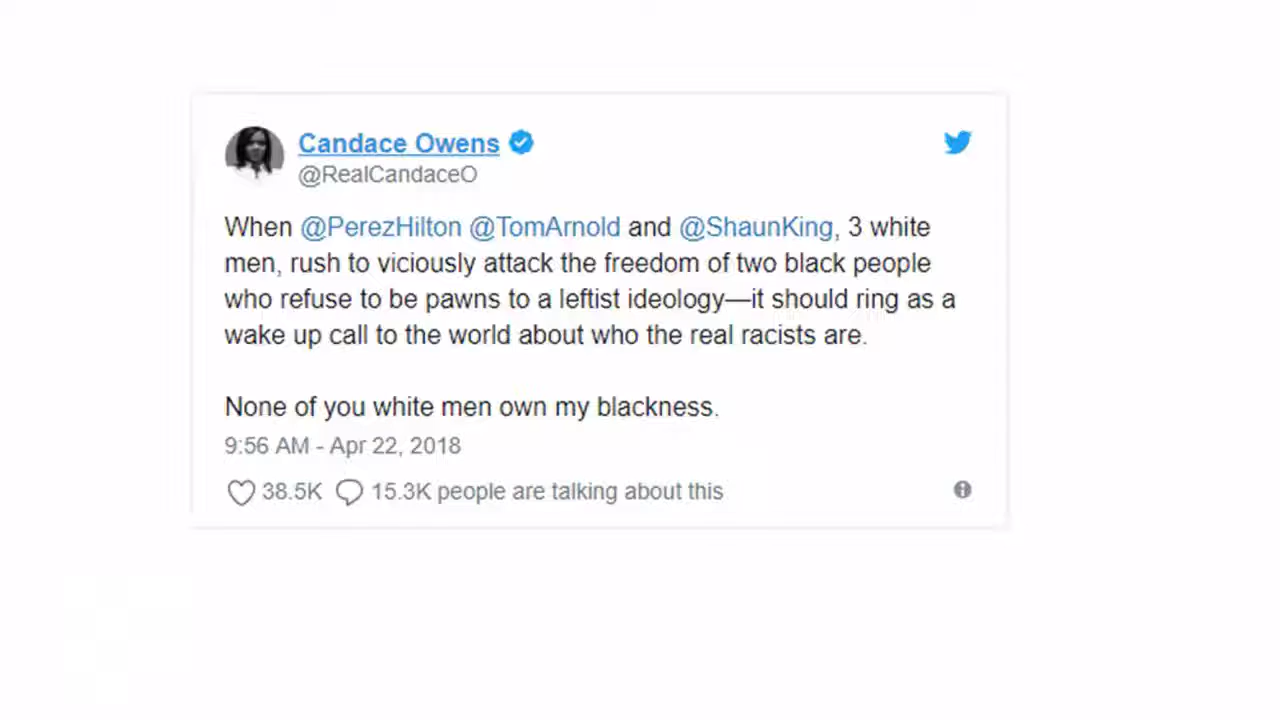 Candace Owens
@RealCandaceO
When @PerezHilton @TomArnold and @ShaunKing, 3 white
men, rush to viciously attack the freedom of two black people
who refuse to be pawns to a leftist ideology—it should ring as a
wake up call to the world about who the real racists are.
None of you white men own my blackness.
9:56 AM - Apr 22, 2018
38.5K 15.3K people are talking about this